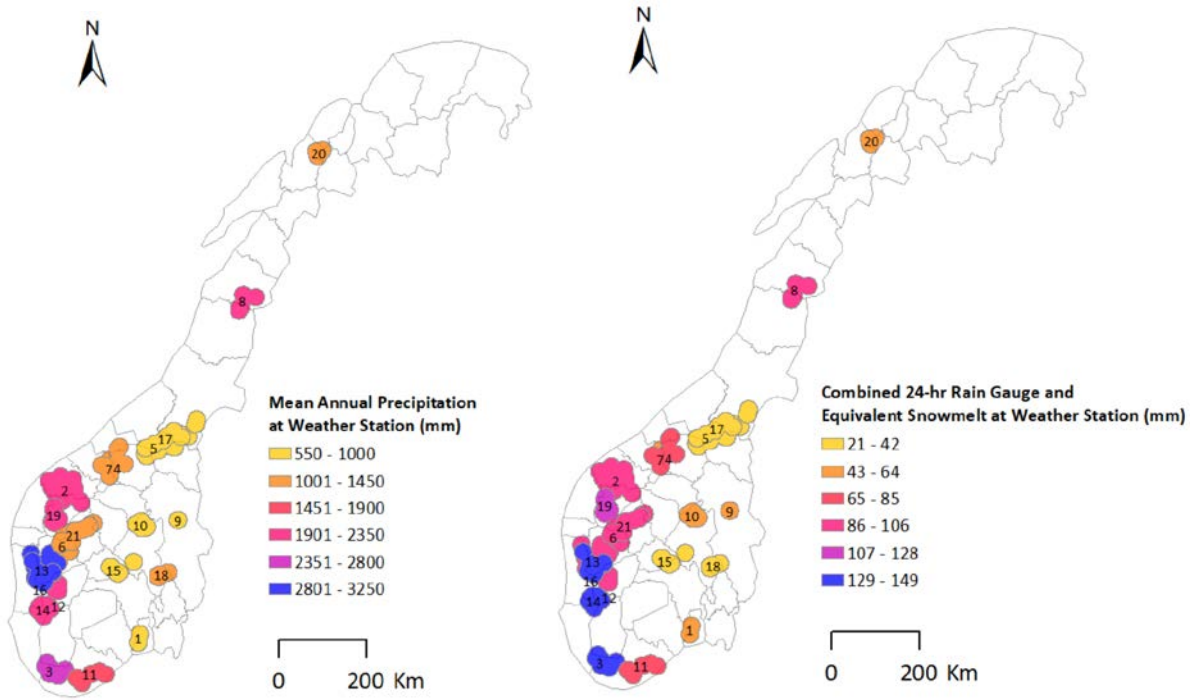 N
20
8
17
5
74
2
19
21
6
10
9
13
16
15
18
14
12
1
3
11
Mean Annual Precipitation
at Weather Station (mm)
550 - 1000
1001 - 1450
1451 - 1900
1901 - 2350
2351 - 2800
2801 - 3250
0 200 Km
N
20
8
17
5
74
2
19
21
6
10
9
13
16
15
18
14
12
1
3
11
Combined 24-hr Rain Gauge and
Equivalent Snowmelt at Weather Station (mm)
21 - 42
43 - 64
65 - 85
86 - 106
107 - 128
129 - 149
0 200 Km